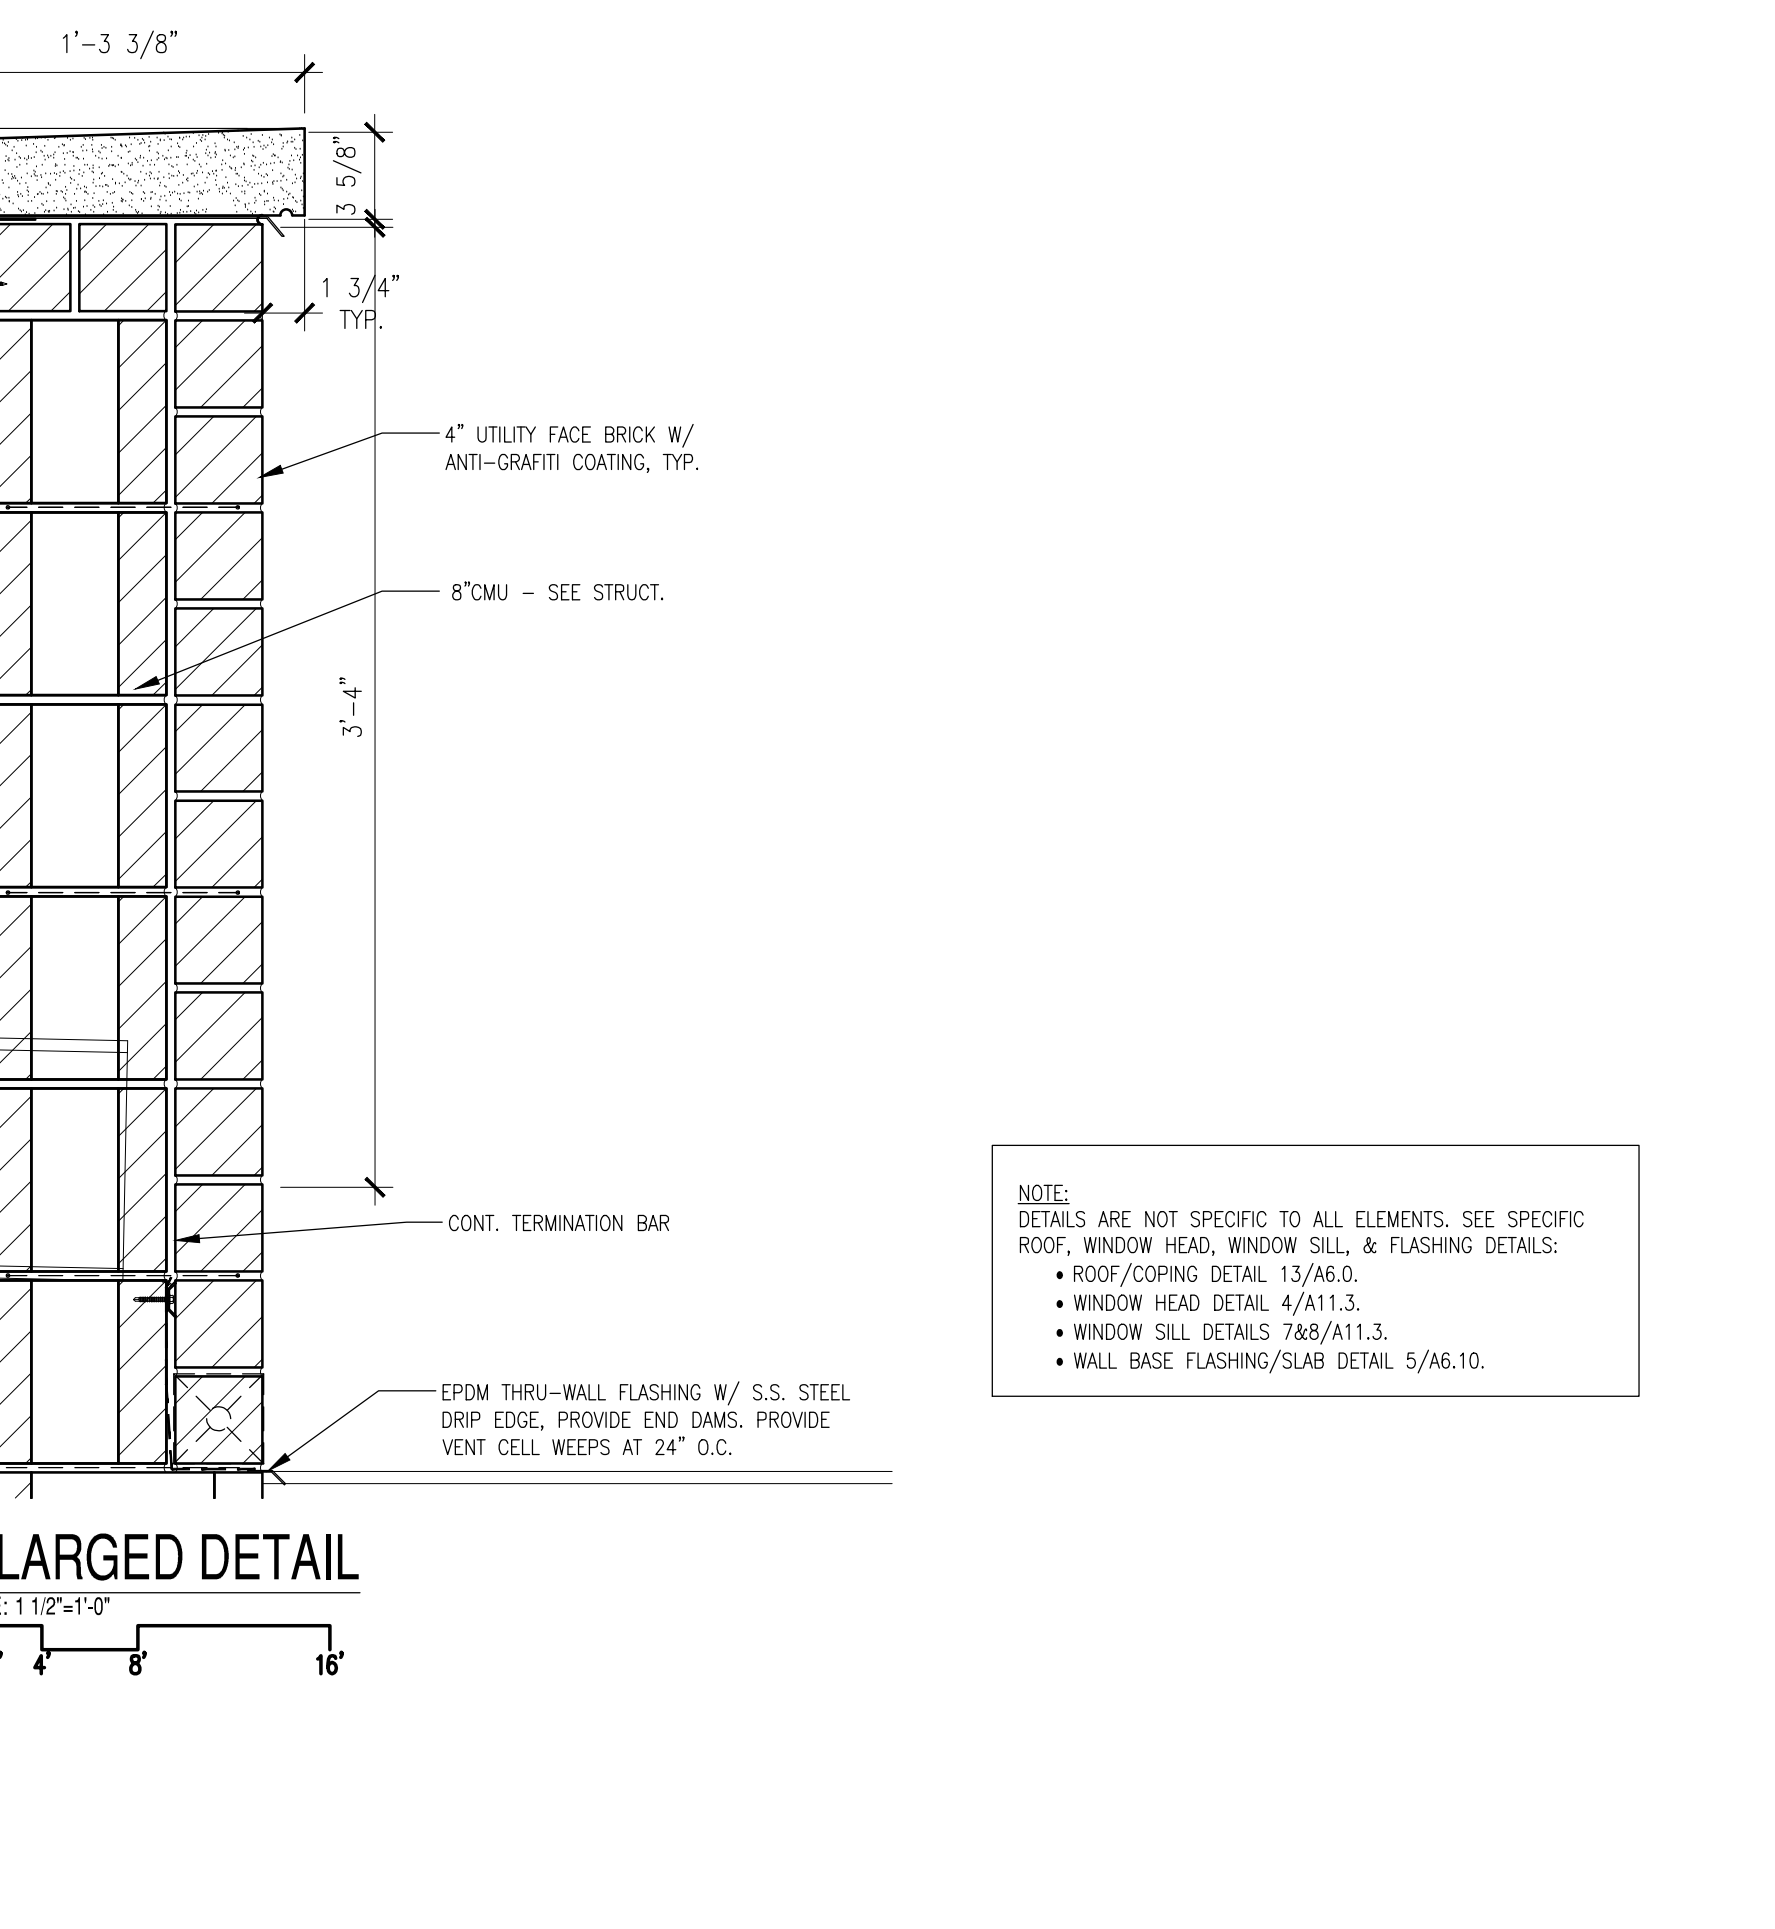 1'-3 3/8"
3 5/8"
1 3/4"
TYP.
4" UTILITY FACE BRICK W/
ANTI-GRAFITI COATING, TYP.
8"CMU - SEE STRUCT.
3'-4"
CONT. TERMINATION BAR
EPDM THRU-WALL FLASHING W/ S.S. STEEL
DRIP EDGE, PROVIDE END DAMS. PROVIDE
VENT CELL WEEPS AT 24" O.C.
NOTE:
DETAILS ARE NOT SPECIFIC TO ALL ELEMENTS. SEE SPECIFIC
ROOF, WINDOW HEAD, WINDOW SILL, & FLASHING DETAILS:
• ROOF/COPING DETAIL 13/A6.0.
• WINDOW HEAD DETAIL 4/A11.3.
• WINDOW SILL DETAILS 7&8/A11.3.
• WALL BASE FLASHING/SLAB DETAIL 5/A6.10.
LARGED DETAIL
E: 1 1/2"=1'-0"
' 4' 8' 16'